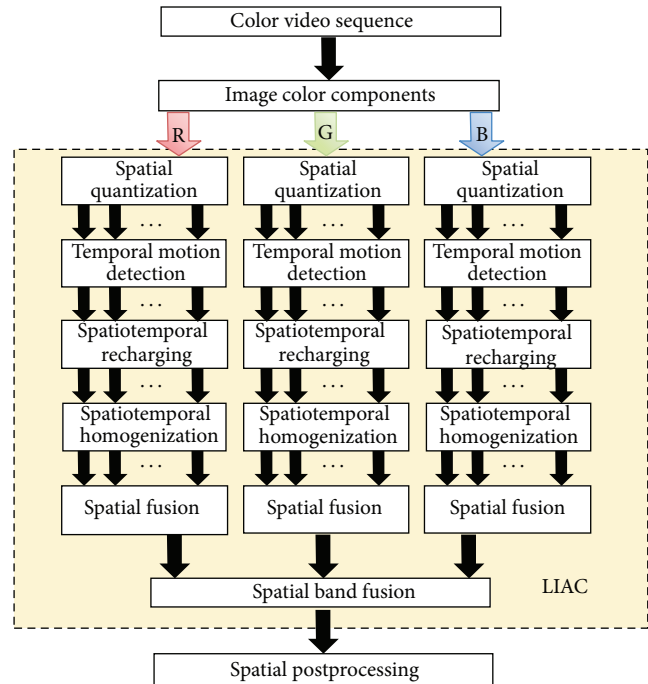 Color video sequence
Image color components
R G B
Spatial quantization Spatial quantization Spatial quantization
... ... ...
Temporal motion detection Temporal motion detection Temporal motion detection
... ... ...
Spatiotemporal recharging Spatiotemporal recharging Spatiotemporal recharging
... ... ...
Spatiotemporal homogenization Spatiotemporal homogenization Spatiotemporal homogenization
... ... ...
Spatial fusion Spatial fusion Spatial fusion
Spatial band fusion
LIAC
Spatial postprocessing